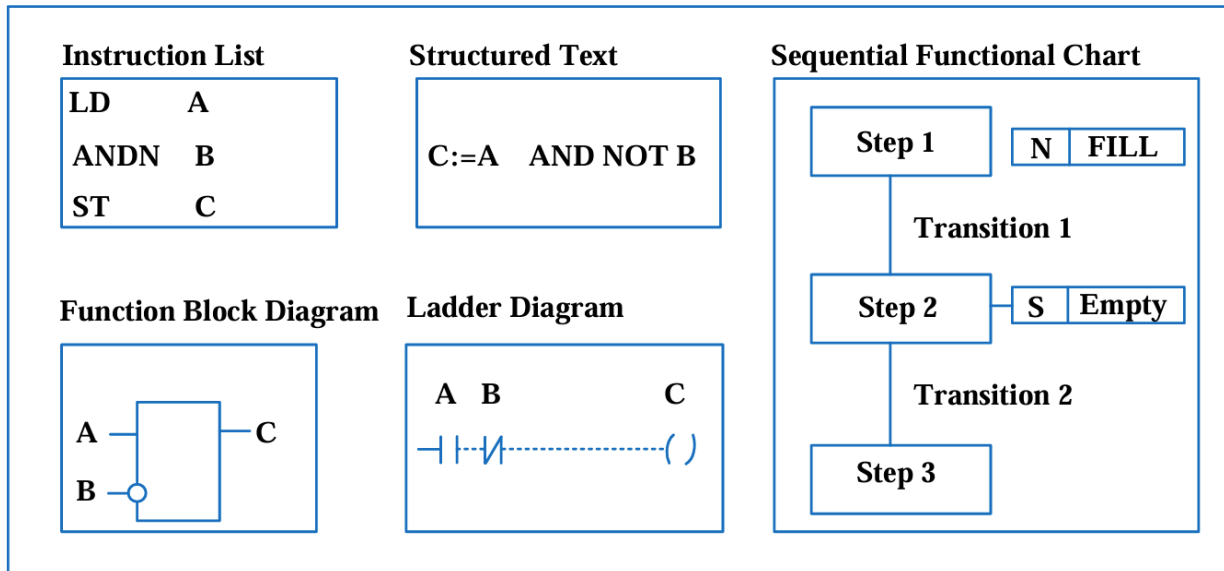 Instruction List
LD A
ANDN B
ST C
Structured Text
C:=A AND NOT B
Sequential Functional Chart
Step 1
N FILL
Transition 1
Step 2
S Empty
Transition 2
Step 3
Function Block Diagram
A
B
C
Ladder Diagram
A B C